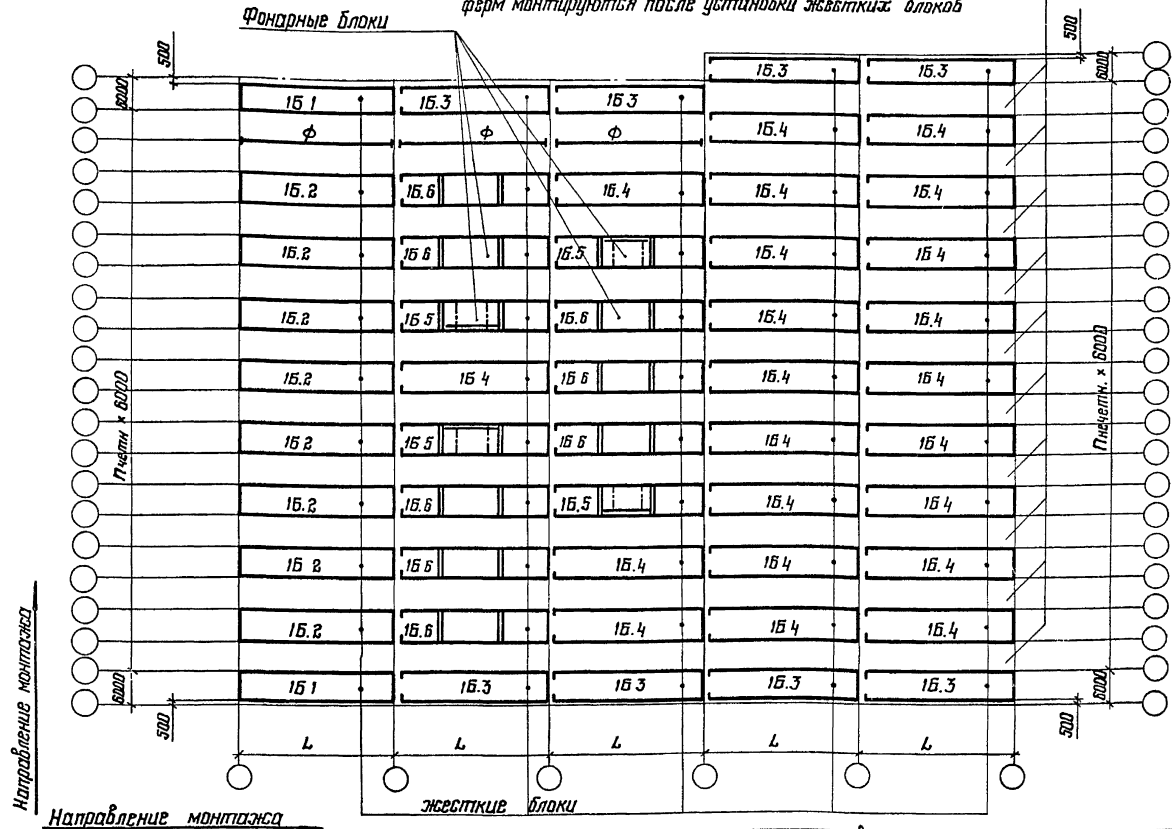 ферм монтируются после установки жестких блоков
Фонарные блоки
500
500
6000
6000
1Б.3 1Б.3
1Б 1 1Б.3 1Б 3
Ф Ф Ф 1Б.4 1Б.4
1Б.2 1Б.6 1Б.4 1Б.4 1Б.4
1Б.2 1Б 6 1Б.5 1Б.4 1Б 4
1Б.2 1Б 5 1Б.6 1Б.4 1Б.4
1Б.2 1Б 4 1Б 6 1Б.4 1Б 4
1Б 2 1Б 5 1Б 6 1Б 4 1Б 4
1Б.2 1Б.6 1Б.5 1Б.4 1Б 4
1Б 2 1Б 6 1Б.4 1Б 4 1Б.4
1Б.2 1Б.6 1Б.4 1Б 4 1Б.4
1Б 1 1Б.3 1Б 3 1Б.3 1Б.3
nчетн × 6000
nнечетн. × 6000
6000
6000
500
500
L L L L L
Направление монтажа
жесткие блоки
Направление монтажа